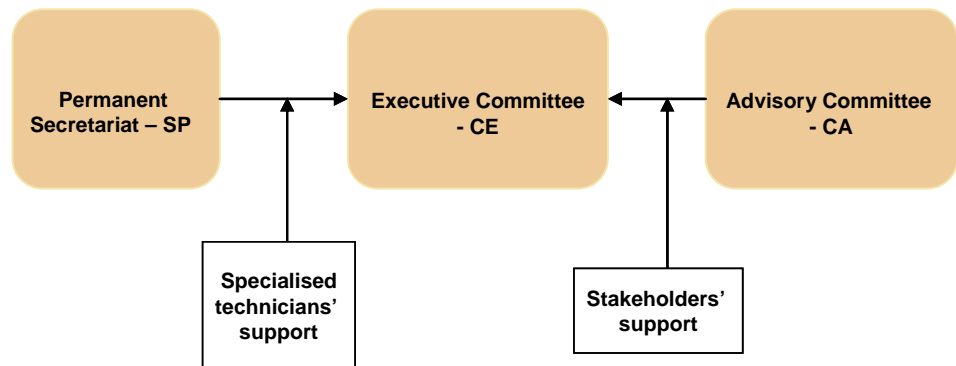 Permanent
Secretariat – SP
Executive Committee
- CE
Advisory Committee
- CA
Specialised
technicians’
support
Stakeholders’
support